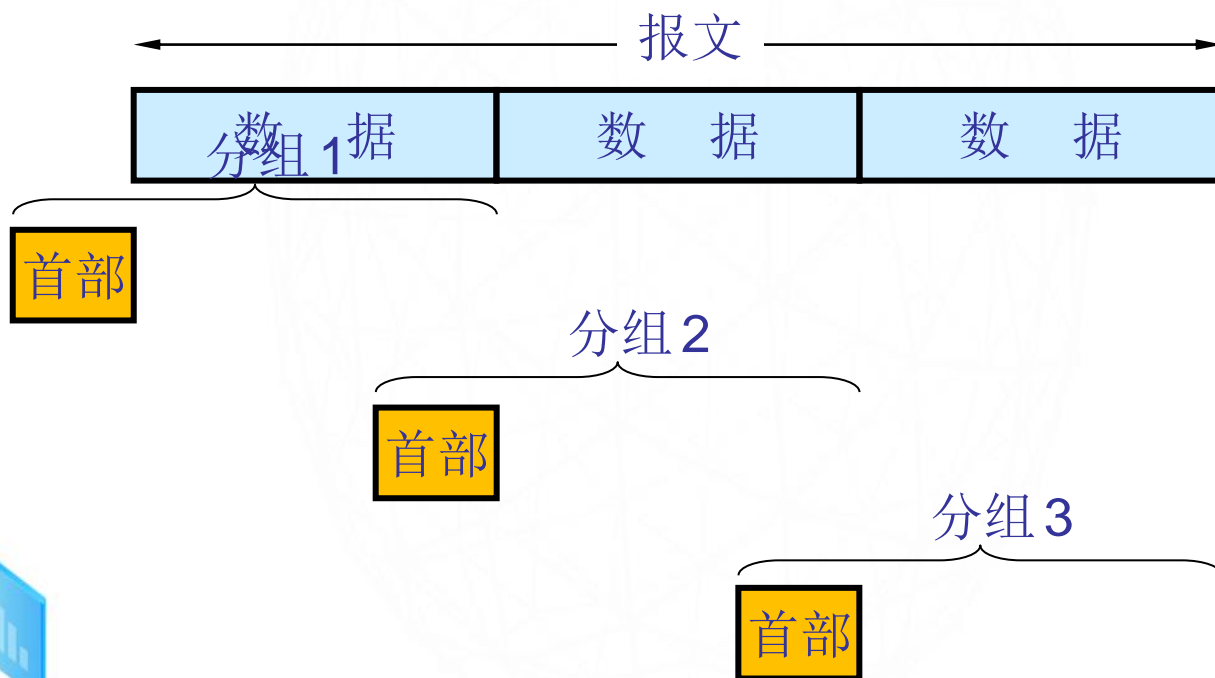 报文
数 据 数 据 数 据
分组1
首部
分组2
首部
分组3
首部